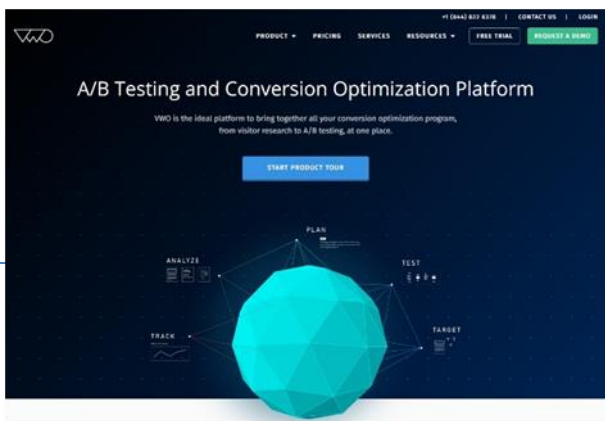 +1 (844) 822 8378 | CONTACT US | LOGIN
VWO
PRODUCT PRICING SERVICES RESOURCES FREE TRIAL REQUEST A DEMO
A/B Testing and Conversion Optimization Platform
VWO is the ideal platform to bring together all your conversion optimization program,
from visitor research to A/B testing, at one place.
START PRODUCT TOUR
PLAN
ANALYZE
TEST
TARGET
TRACK